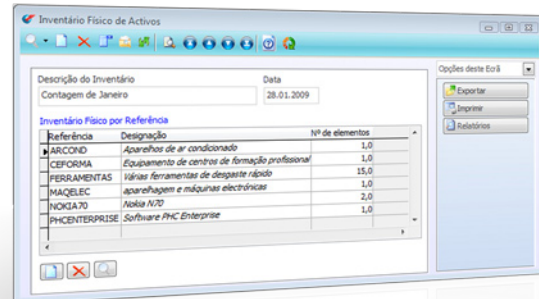 Inventário Físico de Activos
Opções deste Ecrã
Descrição do Inventário Data
Contagem de Janeiro 28.01.2009
Exportar
Imprimir
Relatórios
Inventário Físico por Referência
Referência Designação Nº de elementos
ARCOND Aparelhos de ar condicionado 1,0
CEFORMA Equipamento de centros de formação profissional 1,0
FERRAMENTAS Várias ferramentas de desgaste rápido 15,0
MAQELEC aparelhagem e máquinas electrónicas 1,0
NOKIA70 Nokia N70 2,0
PHCENTERPRISE Software PHC Enterprise 1,0